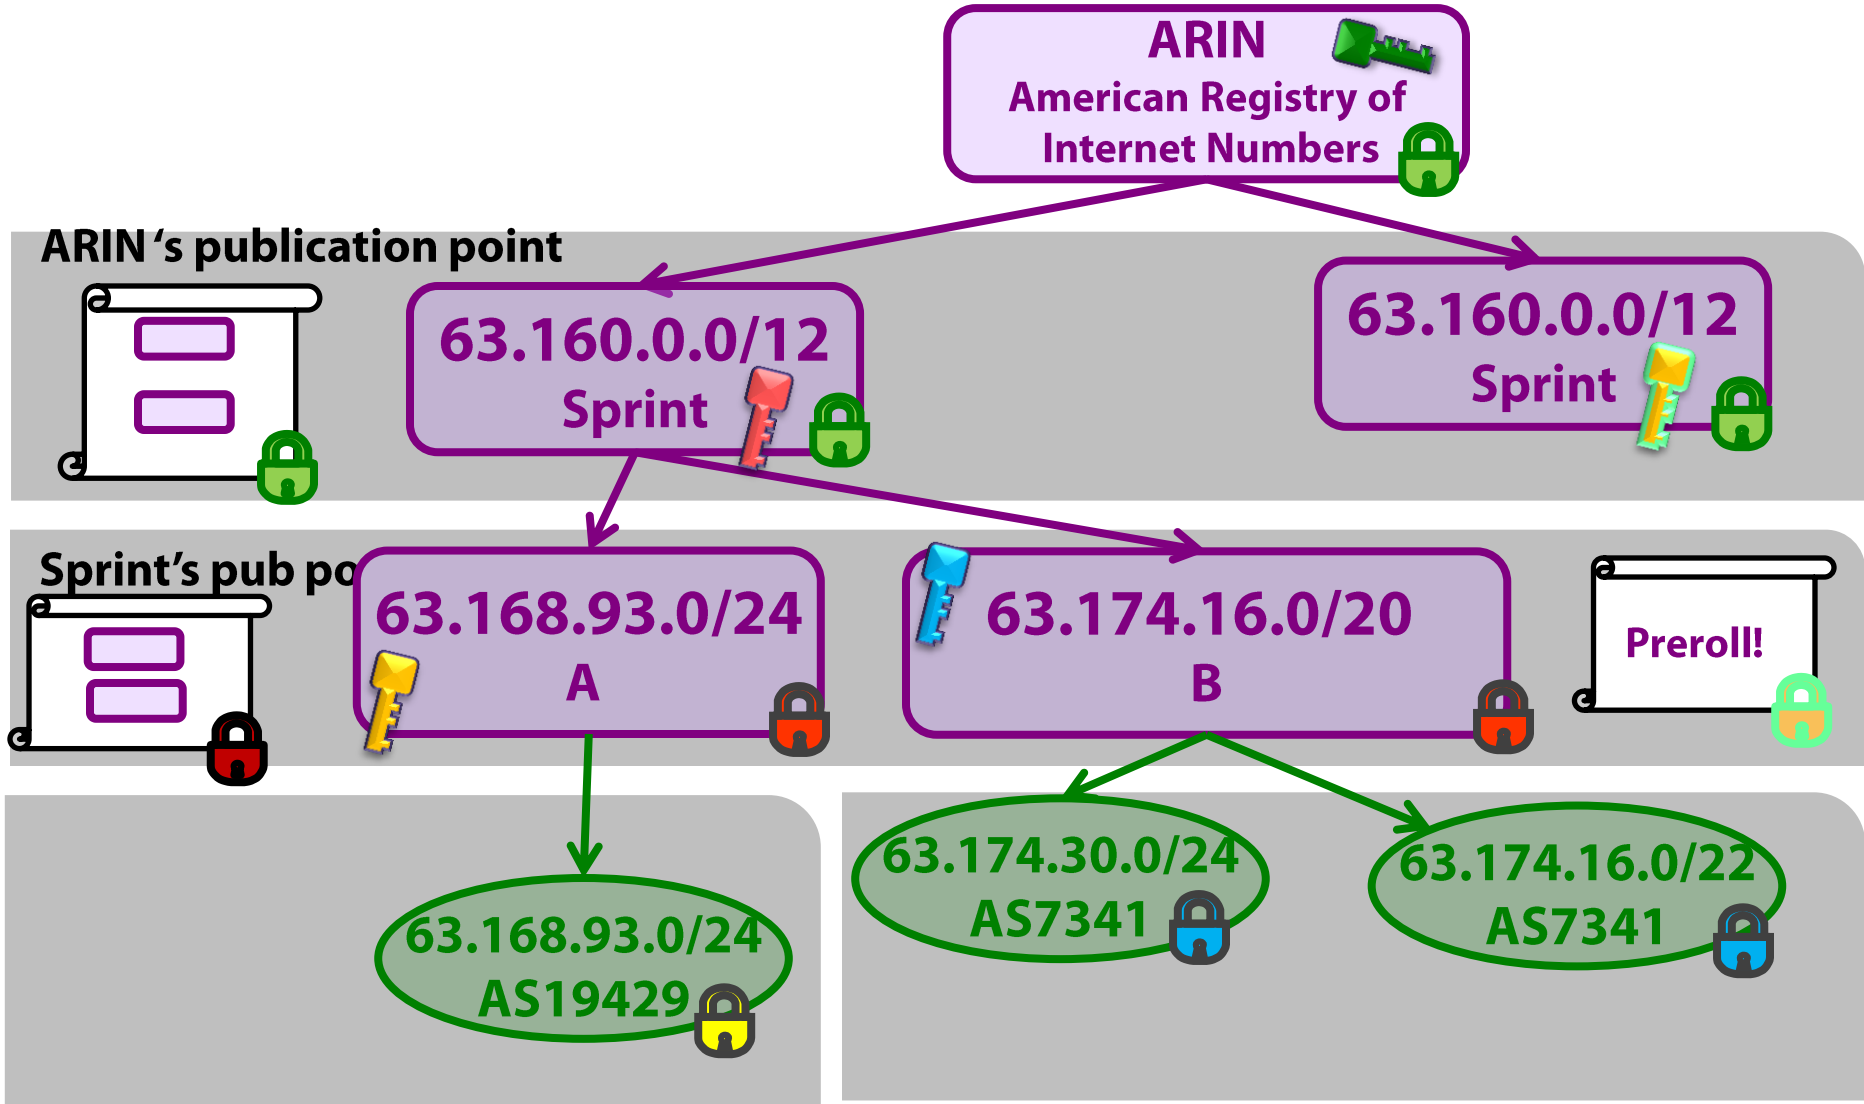 ARIN
American Registry of
Internet Numbers
ARIN ‘s publication point
63.160.0.0/12
Sprint
63.160.0.0/12
Sprint
Sprint’s pub po
63.168.93.0/24
A
63.174.16.0/20
B
Preroll!
63.174.30.0/24
AS7341
63.174.16.0/22
AS7341
63.168.93.0/24
AS19429